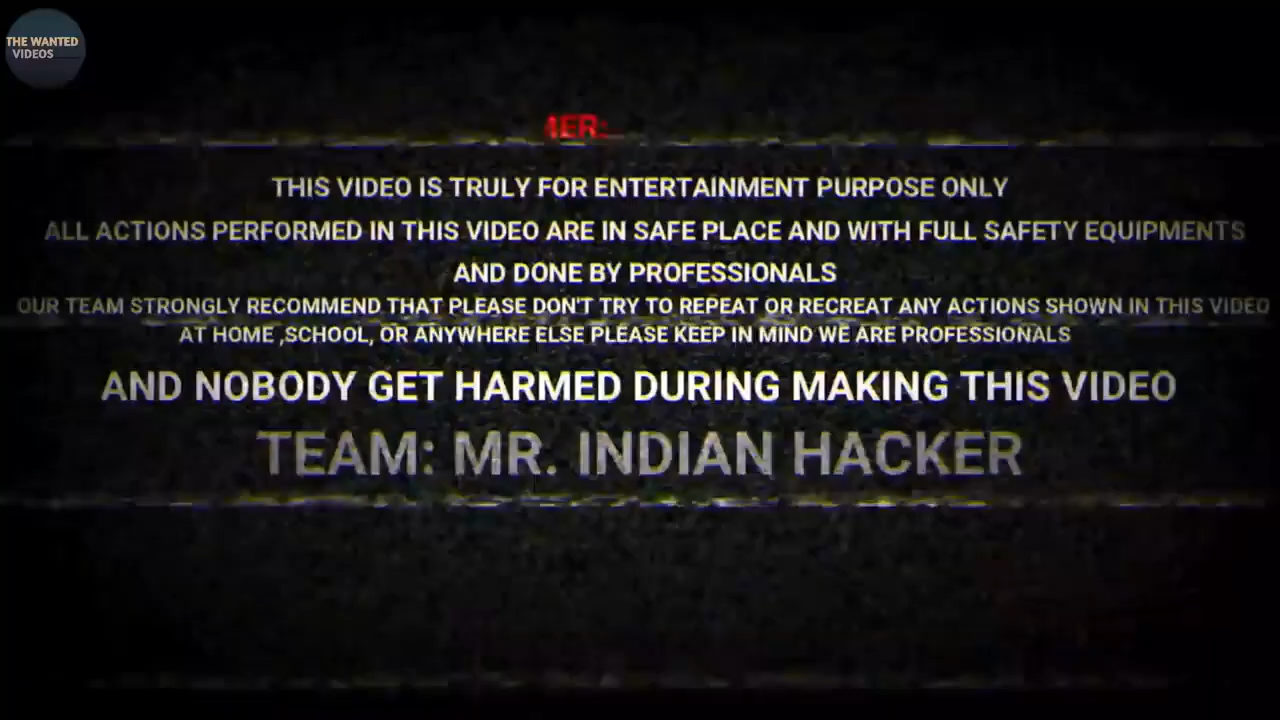 THE WANTED
VIDEOS
MER:
THIS VIDEO IS TRULY FOR ENTERTAINMENT PURPOSE ONLY
ALL ACTIONS PERFORMED IN THIS VIDEO ARE IN SAFE PLACE AND WITH FULL SAFETY EQUIPMENTS
AND DONE BY PROFESSIONALS
OUR TEAM STRONGLY RECOMMEND THAT PLEASE DON'T TRY TO REPEAT OR RECREAT ANY ACTIONS SHOWN IN THIS VIDEO
AT HOME ,SCHOOL, OR ANYWHERE ELSE PLEASE KEEP IN MIND WE ARE PROFESSIONALS
AND NOBODY GET HARMED DURING MAKING THIS VIDEO
TEAM: MR. INDIAN HACKER